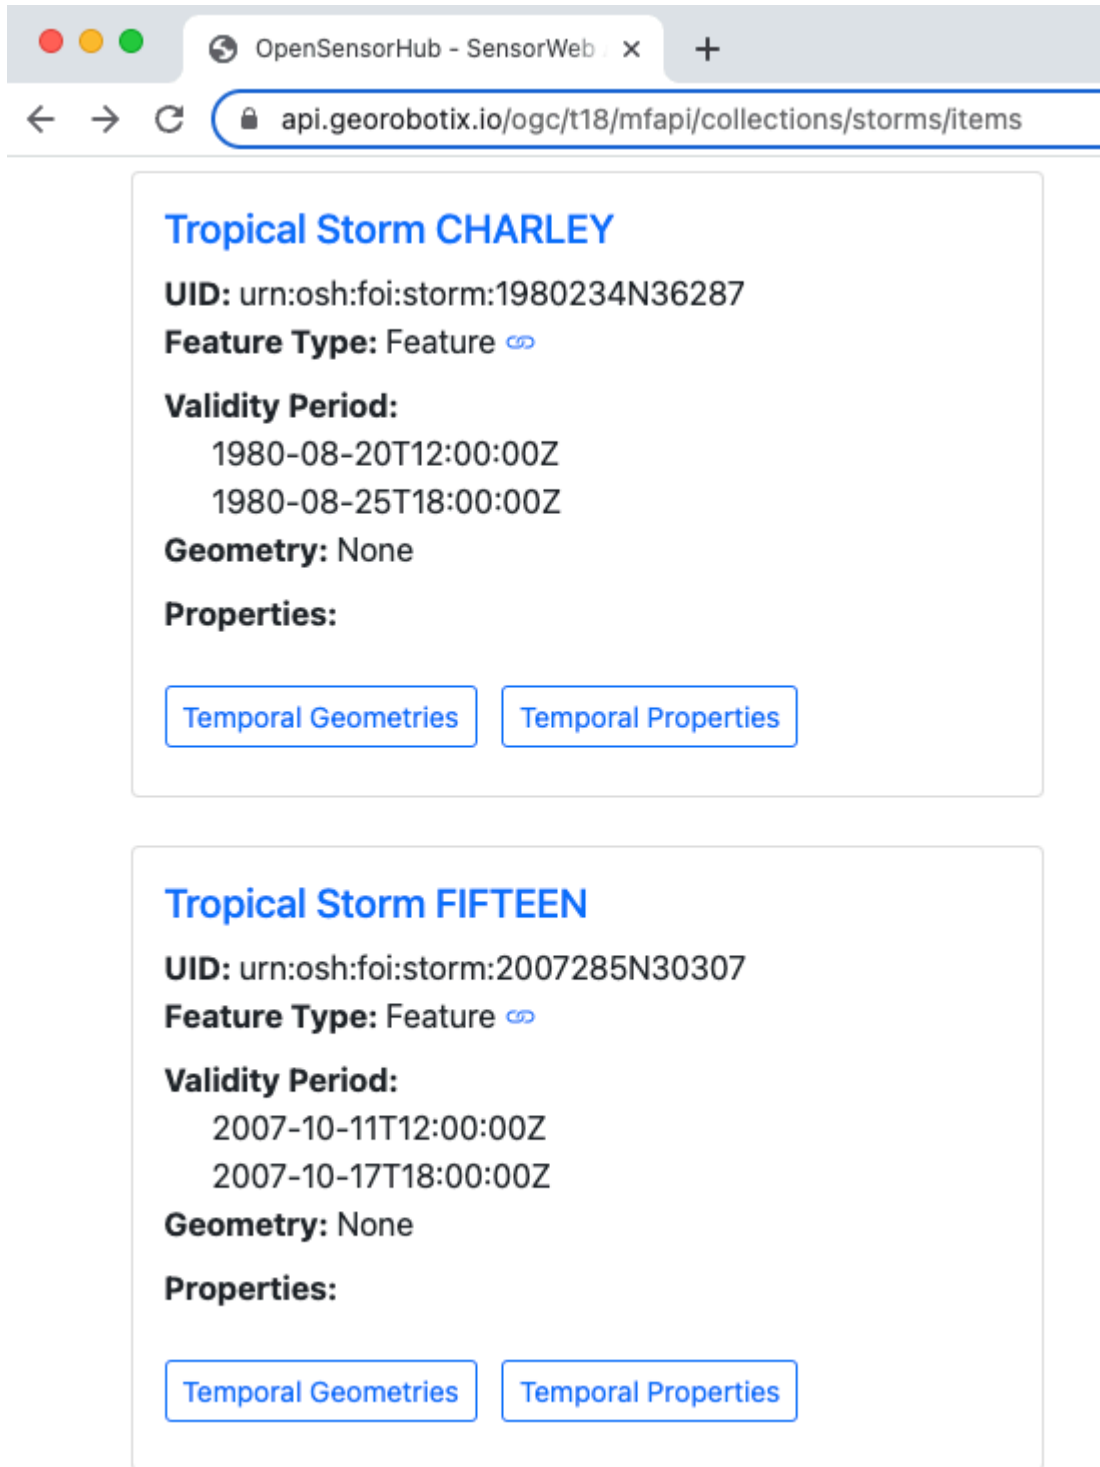 OpenSensorHub - SensorWeb
api.georobotix.io/ogc/t18/mfapi/collections/storms/items
Tropical Storm CHARLEY
UID: urn:osh:foi:storm:1980234N36287
Feature Type: Feature
Validity Period:
1980-08-20T12:00:00Z
1980-08-25T18:00:00Z
Geometry: None
Properties:
Temporal Geometries Temporal Properties
Tropical Storm FIFTEEN
UID: urn:osh:foi:storm:2007285N30307
Feature Type: Feature
Validity Period:
2007-10-11T12:00:00Z
2007-10-17T18:00:00Z
Geometry: None
Properties:
Temporal Geometries Temporal Properties